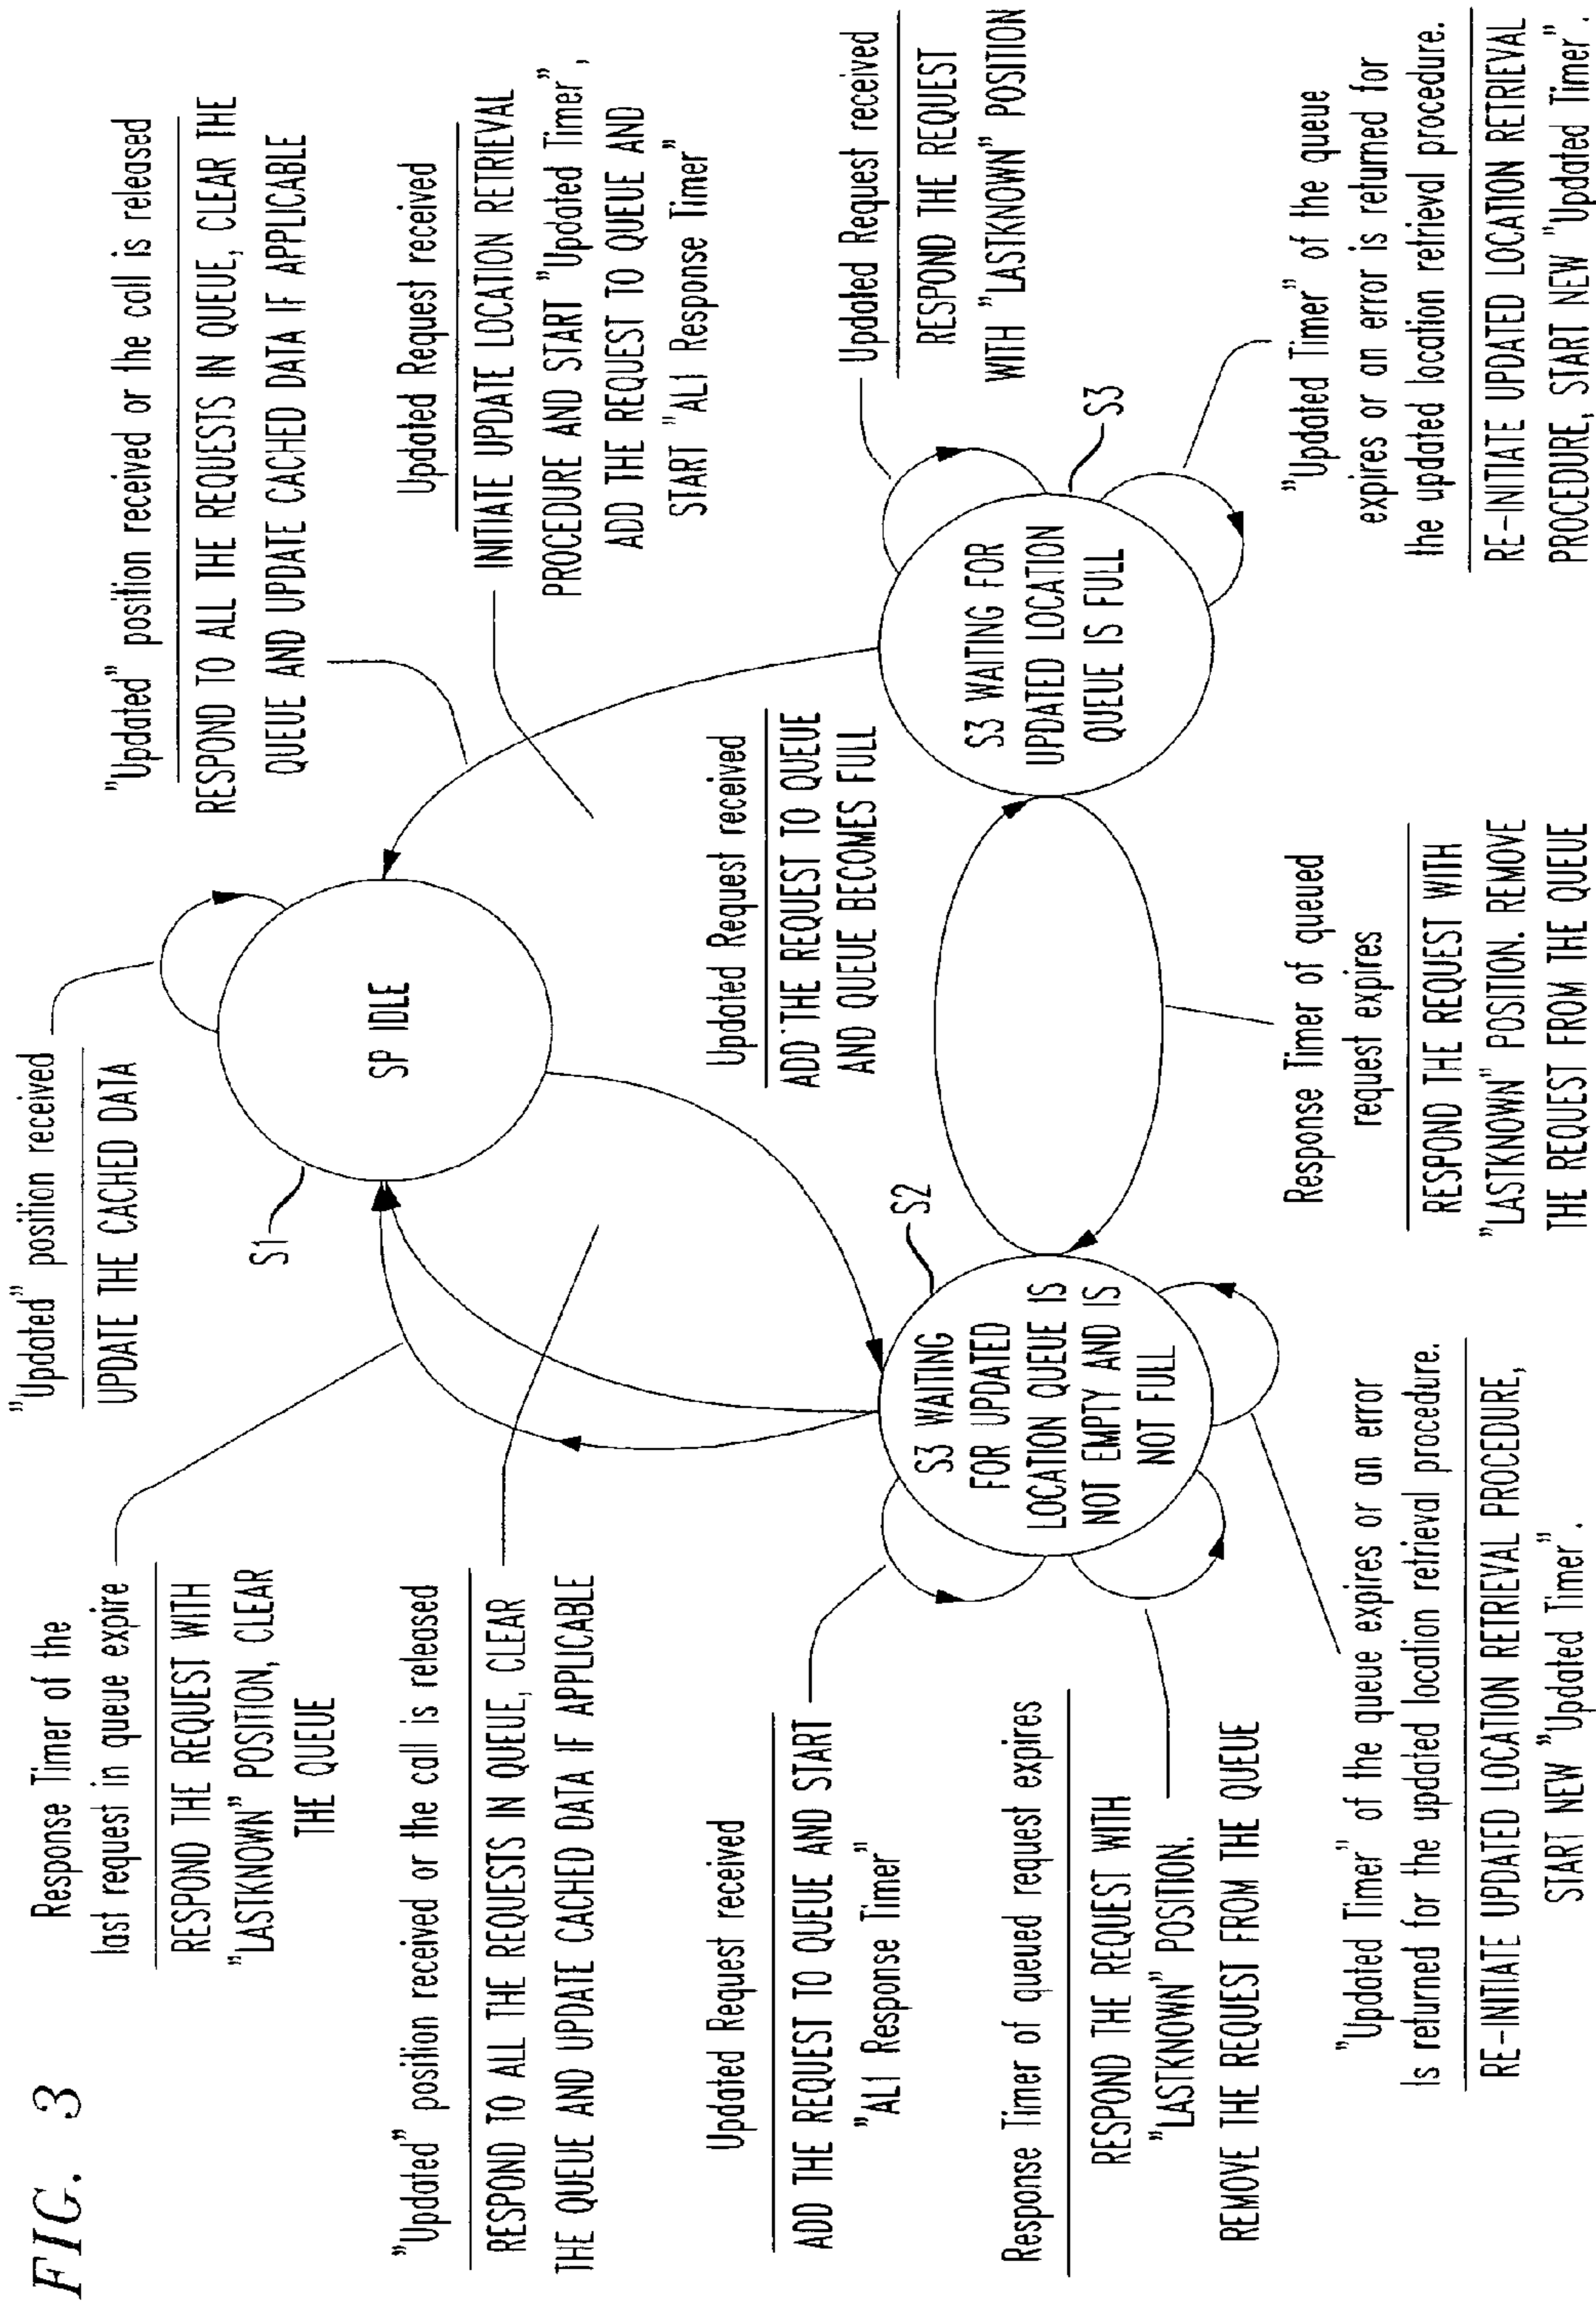 FIG. 3
Response Timer of the
last request in queue expire
RESPOND THE REQUEST WITH
"LASTKNOWN" POSITION, CLEAR
THE QUEUE
"Updated" position received
UPDATE THE CACHED DATA
"Updated" position received or the call is released
RESPOND TO ALL THE REQUESTS IN QUEUE, CLEAR THE
QUEUE AND UPDATE CACHED DATA IF APPLICABLE
S1
SP IDLE
"Updated" position received or the call is released
RESPOND TO ALL THE REQUESTS IN QUEUE, CLEAR
THE QUEUE AND UPDATE CACHED DATA IF APPLICABLE
Updated Request received
INITIATE UPDATE LOCATION RETRIEVAL
PROCEDURE AND START "Updated Timer",
ADD THE REQUEST TO QUEUE AND
START "AL1 Response Timer"
Updated Request received
ADD THE REQUEST TO QUEUE AND START
"AL1 Response Timer"
Updated Request received
ADD THE REQUEST TO QUEUE
AND QUEUE BECOMES FULL
Updated Request received
RESPOND THE REQUEST
WITH "LASTKNOWN" POSITION
S2
S3 WAITING
FOR UPDATED
LOCATION QUEUE IS
NOT EMPTY AND IS
NOT FULL
S3 WAITING FOR
UPDATED LOCATION
QUEUE IS FULL
S3
Response Timer of queued request expires
RESPOND THE REQUEST WITH
"LASTKNOWN" POSITION.
REMOVE THE REQUEST FROM THE QUEUE
"Updated Timer" of the queue expires or an error
Is returned for the updated location retrieval procedure.
RE-INITIATE UPDATED LOCATION RETRIEVAL PROCEDURE,
START NEW "Updated Timer".
Response Timer of queued
request expires
RESPOND THE REQUEST WITH
"LASTKNOWN" POSITION. REMOVE
THE REQUEST FROM THE QUEUE
"Updated Timer" of the queue
expires or an error is returned for
the updated location retrieval procedure.
RE-INITIATE UPDATED LOCATION RETRIEVAL
PROCEDURE, START NEW "Updated Timer".